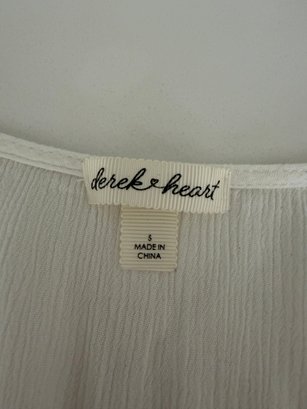 derek heart
S
MADE IN
CHINA